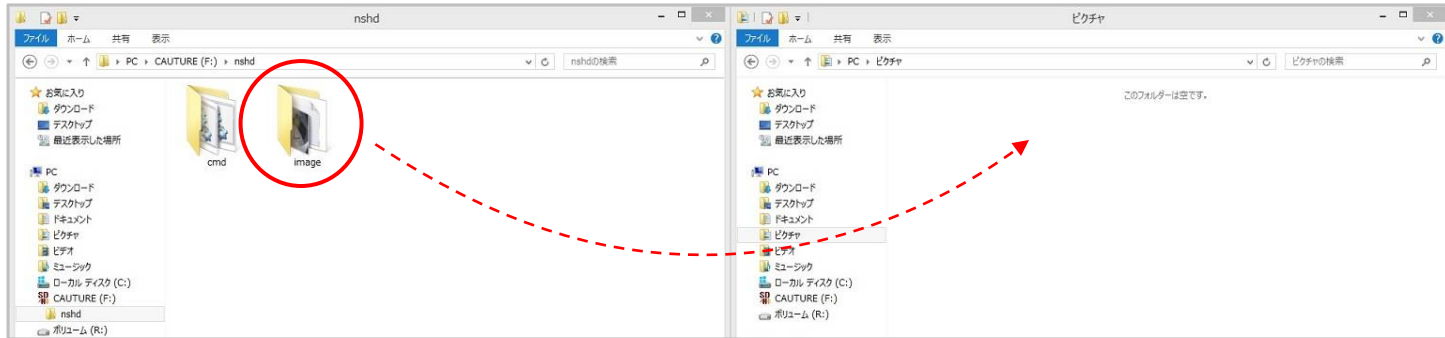 nshd
ファイル ホーム 共有 表示
PC CAUTURE (F:) nshd
nshdの検索
お気に入り
ダウンロード
デスクトップ
最近表示した場所
PC
ダウンロード
デスクトップ
ドキュメント
ピクチャ
ビデオ
ミュージック
ローカル ディスク (C:)
CAUTURE (F:)
nshd
ボリューム (R:)
cmd
image
ピクチャ
ファイル ホーム 共有 表示
PC ピクチャ
ピクチャの検索
お気に入り
ダウンロード
デスクトップ
最近表示した場所
PC
ダウンロード
デスクトップ
ドキュメント
ピクチャ
ビデオ
ミュージック
ローカル ディスク (C:)
CAUTURE (F:)
ボリューム (R:)
このフォルダーは空です。